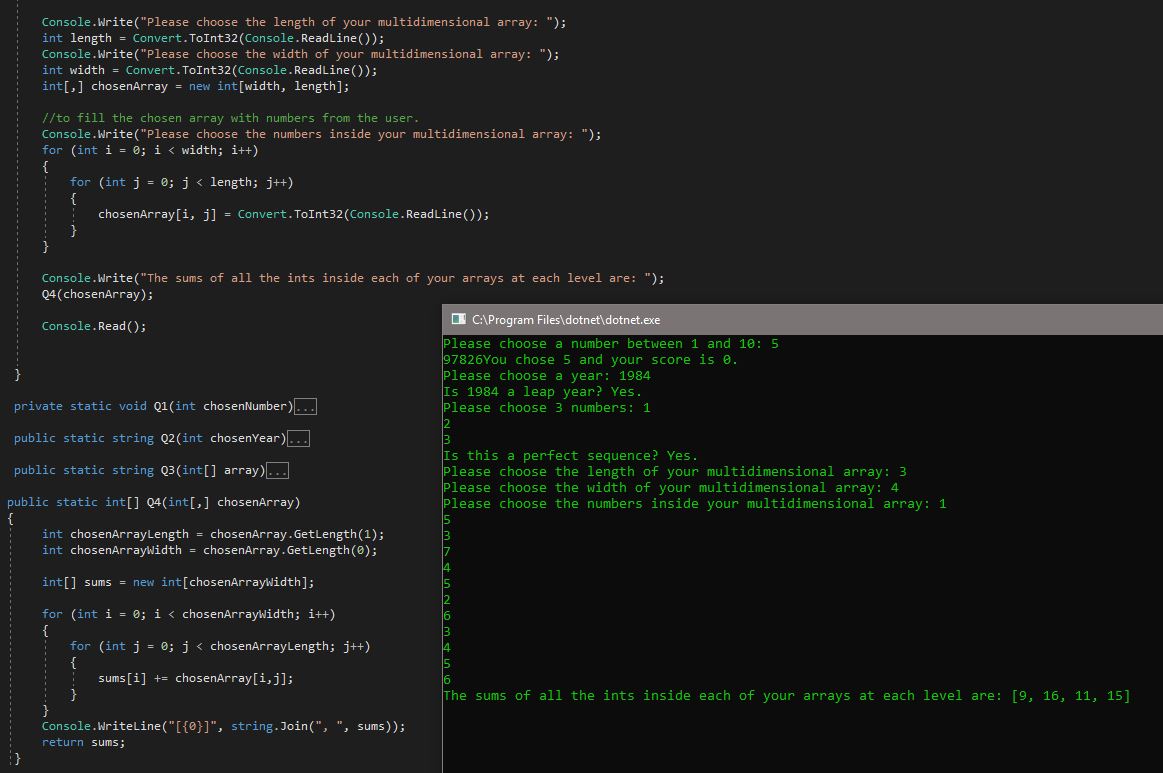 Console.Write("Please choose the length of your multidimensional array: ");
int length = Convert.ToInt32(Console.ReadLine());
Console.Write("Please choose the width of your multidimensional array: ");
int width = Convert.ToInt32(Console.ReadLine());
int[,] chosenArray = new int[width, length];
//to fill the chosen array with numbers from the user.
Console.Write("Please choose the numbers inside your multidimensional array: ");
for (int i = 0; i < width; i++)
{
for (int j = 0; j < length; j++)
{
chosenArray[i, j] = Convert.ToInt32(Console.ReadLine());
}
}
Console.Write("The sums of all the ints inside each of your arrays at each level are: ");
Q4(chosenArray);
Console.Read();
}
private static void Q1(int chosenNumber)...
public static string Q2(int chosenYear)...
public static string Q3(int[] array)...
public static int[] Q4(int[,] chosenArray)
{
int chosenArrayLength = chosenArray.GetLength(1);
int chosenArrayWidth = chosenArray.GetLength(0);
int[] sums = new int[chosenArrayWidth];
for (int i = 0; i < chosenArrayWidth; i++)
{
for (int j = 0; j < chosenArrayLength; j++)
{
sums[i] += chosenArray[i,j];
}
}
Console.WriteLine("[{0}]", string.Join(", ", sums));
return sums;
}
C:\Program Files\dotnet\dotnet.exe
Please choose a number between 1 and 10: 5
97826You chose 5 and your score is 0.
Please choose a year: 1984
Is 1984 a leap year? Yes.
Please choose 3 numbers: 1
2
3
Is this a perfect sequence? Yes.
Please choose the length of your multidimensional array: 3
Please choose the width of your multidimensional array: 4
Please choose the numbers inside your multidimensional array: 1
5
3
7
4
5
2
6
3
4
5
6
The sums of all the ints inside each of your arrays at each level are: [9, 16, 11, 15]